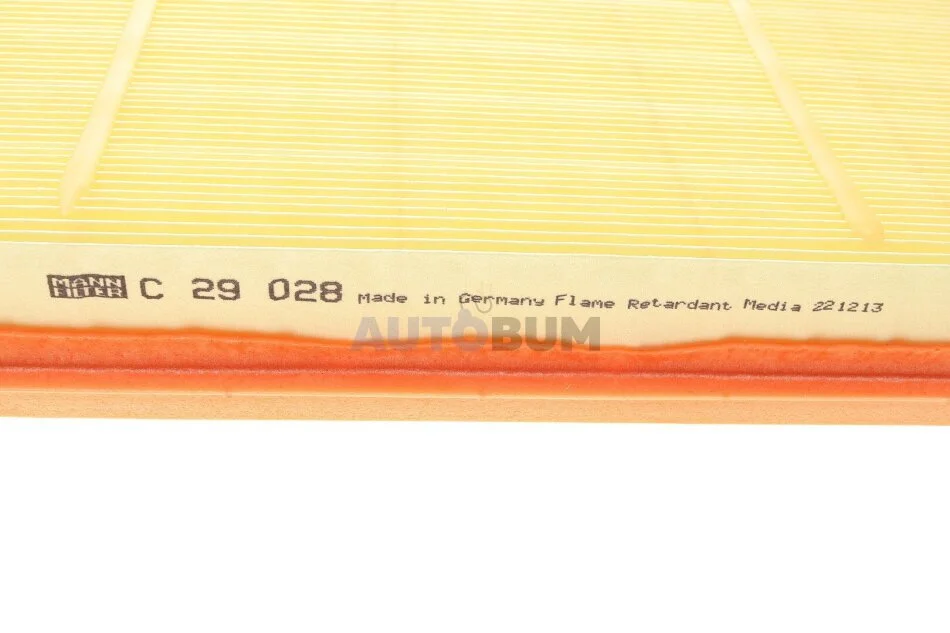 MANN FILTER C 29 028 Made in Germany Flame Retardant Media 221213
AUTOBUM